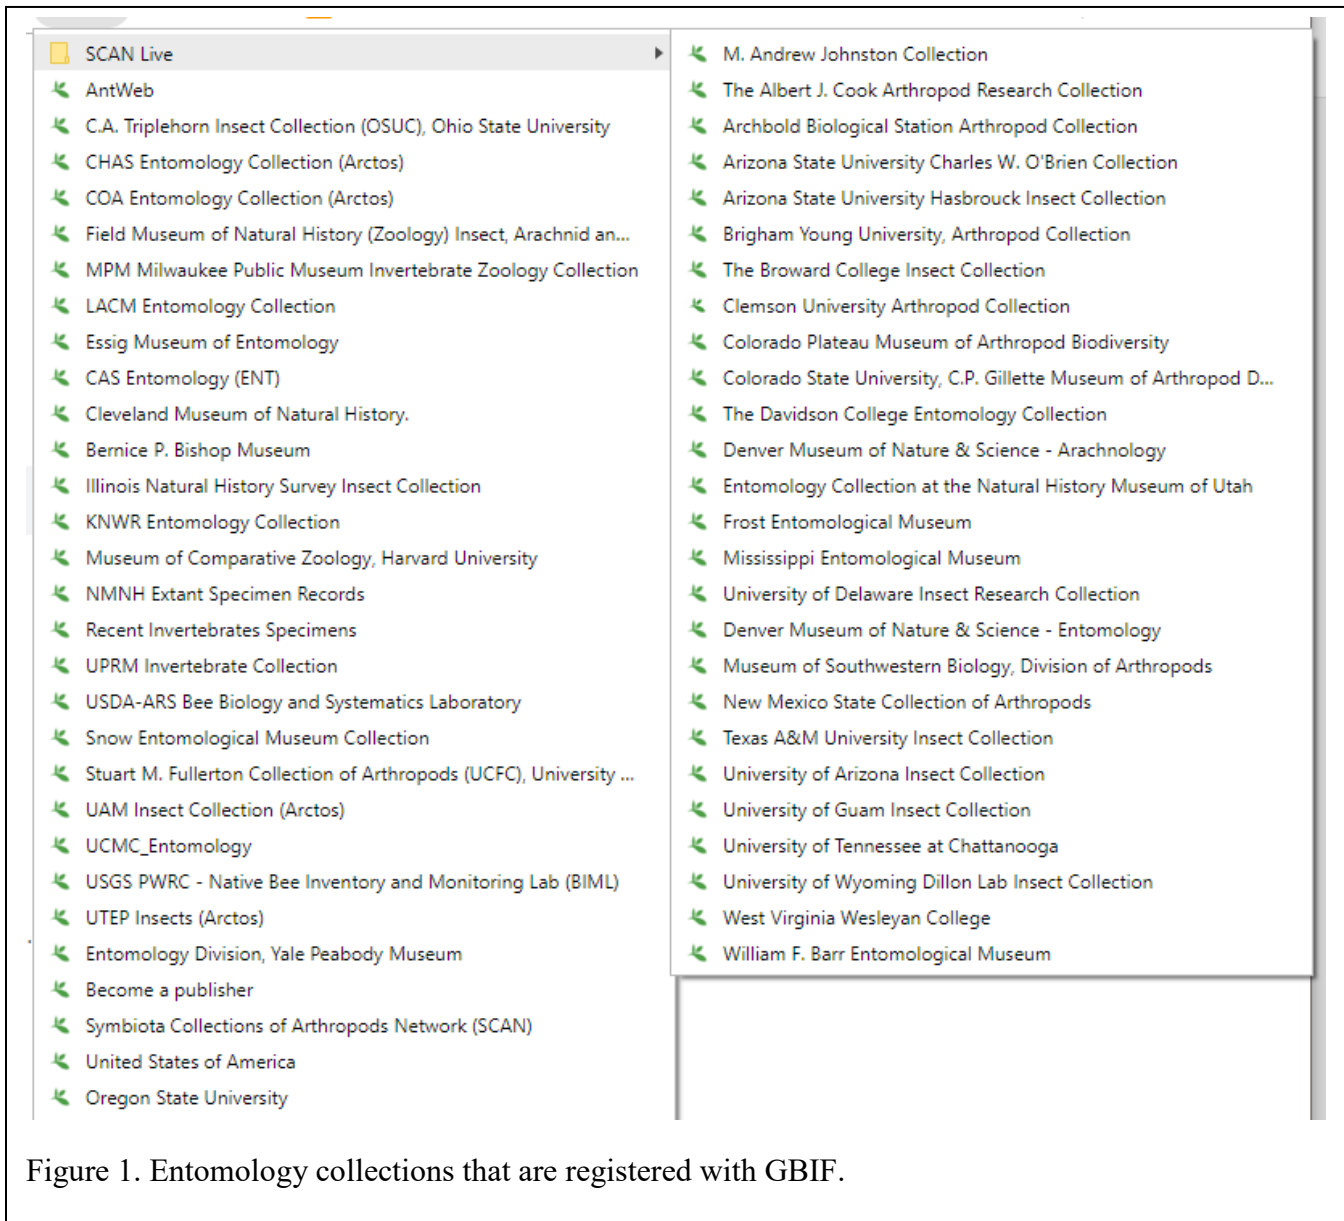 SCAN Live
AntWeb
C.A. Triplehorn Insect Collection (OSUC), Ohio State University
CHAS Entomology Collection (Arctos)
COA Entomology Collection (Arctos)
Field Museum of Natural History (Zoology) Insect, Arachnid an...
MPM Milwaukee Public Museum Invertebrate Zoology Collection
LACM Entomology Collection
Essig Museum of Entomology
CAS Entomology (ENT)
Cleveland Museum of Natural History.
Bernice P. Bishop Museum
Illinois Natural History Survey Insect Collection
KNWR Entomology Collection
Museum of Comparative Zoology, Harvard University
NMNH Extant Specimen Records
Recent Invertebrates Specimens
UPRM Invertebrate Collection
USDA-ARS Bee Biology and Systematics Laboratory
Snow Entomological Museum Collection
Stuart M. Fullerton Collection of Arthropods (UCFC), University ...
UAM Insect Collection (Arctos)
UCMC_Entomology
USGS PWRC - Native Bee Inventory and Monitoring Lab (BIML)
UTEP Insects (Arctos)
Entomology Division, Yale Peabody Museum
Become a publisher
Symbiota Collections of Arthropods Network (SCAN)
United States of America
Oregon State University
M. Andrew Johnston Collection
The Albert J. Cook Arthropod Research Collection
Archbold Biological Station Arthropod Collection
Arizona State University Charles W. O'Brien Collection
Arizona State University Hasbrouck Insect Collection
Brigham Young University, Arthropod Collection
The Broward College Insect Collection
Clemson University Arthropod Collection
Colorado Plateau Museum of Arthropod Biodiversity
Colorado State University, C.P. Gillette Museum of Arthropod D...
The Davidson College Entomology Collection
Denver Museum of Nature & Science - Arachnology
Entomology Collection at the Natural History Museum of Utah
Frost Entomological Museum
Mississippi Entomological Museum
University of Delaware Insect Research Collection
Denver Museum of Nature & Science - Entomology
Museum of Southwestern Biology, Division of Arthropods
New Mexico State Collection of Arthropods
Texas A&M University Insect Collection
University of Arizona Insect Collection
University of Guam Insect Collection
University of Tennessee at Chattanooga
University of Wyoming Dillon Lab Insect Collection
West Virginia Wesleyan College
William F. Barr Entomological Museum
Figure 1. Entomology collections that are registered with GBIF.